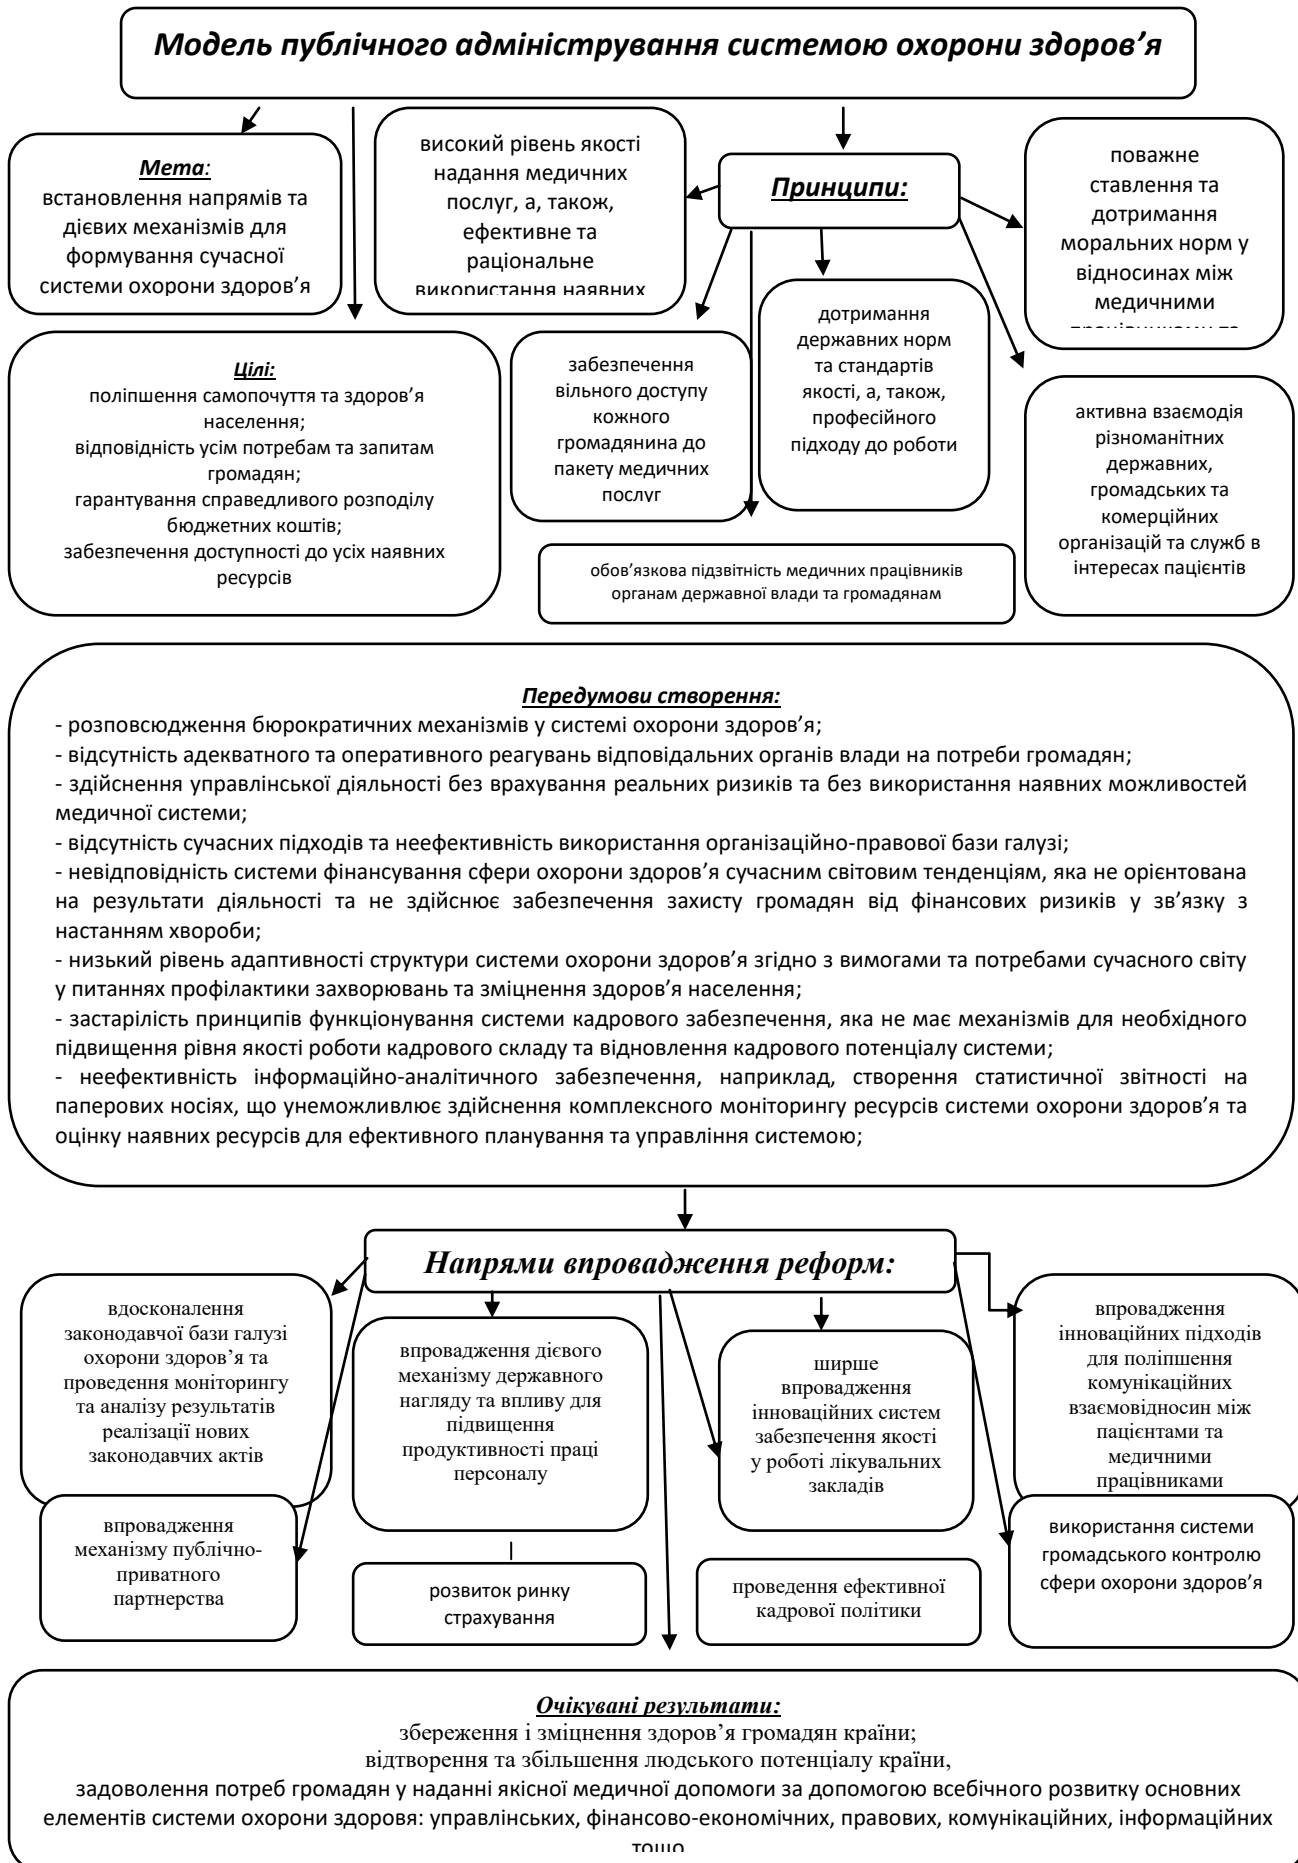 Модель публічного адміністрування системою охорони здоров’я
Мета:
встановлення напрямів та
дієвих механізмів для
формування сучасної
системи охорони здоров’я
високий рівень якості
надання медичних
послуг, а, також,
ефективне та
раціональне
використання наявних
Принципи:
поважне
ставлення та
дотримання
моральних норм у
відносинах між
медичними
Цілі:
поліпшення самопочуття та здоров’я
населення;
відповідність усім потребам та запитам
громадян;
гарантування справедливого розподілу
бюджетних коштів;
забезпечення доступності до усіх наявних
ресурсів
забезпечення
вільного доступу
кожного
громадянина до
пакету медичних
послуг
дотримання
державних норм
та стандартів
якості, а, також,
професійного
підходу до роботи
активна взаємодія
різноманітних
державних,
громадських та
комерційних
організацій та служб в
інтересах пацієнтів
обов’язкова підзвітність медичних працівників
органам державної влади та громадянам
Передумови створення:
- розповсюдження бюрократичних механізмів у системі охорони здоров’я;
- відсутність адекватного та оперативного реагувань відповідальних органів влади на потреби громадян;
- здійснення управлінської діяльності без врахування реальних ризиків та без використання наявних можливостей
медичної системи;
- відсутність сучасних підходів та неефективність використання організаційно-правової бази галузі;
- невідповідність системи фінансування сфери охорони здоров’я сучасним світовим тенденціям, яка не орієнтована
на результати діяльності та не здійснює забезпечення захисту громадян від фінансових ризиків у зв’язку з
настанням хвороби;
- низький рівень адаптивності структури системи охорони здоров’я згідно з вимогами та потребами сучасного світу
у питаннях профілактики захворювань та зміцнення здоров’я населення;
- застарілість принципів функціонування системи кадрового забезпечення, яка не має механізмів для необхідного
підвищення рівня якості роботи кадрового складу та відновлення кадрового потенціалу системи;
- неефективність інформаційно-аналітичного забезпечення, наприклад, створення статистичної звітності на
паперових носіях, що унеможливлює здійснення комплексного моніторингу ресурсів системи охорони здоров’я та
оцінку наявних ресурсів для ефективного планування та управління системою;
Напрями впровадження реформ:
вдосконалення
законодавчої бази галузі
охорони здоров’я та
проведення моніторингу
та аналізу результатів
реалізації нових
законодавчих актів
впровадження дієвого
механізму державного
нагляду та впливу для
підвищення
продуктивності праці
персоналу
ширше
впровадження
інноваційних систем
забезпечення якості
у роботі лікувальних
закладів
впровадження
інноваційних підходів
для поліпшення
комунікаційних
взаємовідносин між
пацієнтами та
медичними
працівниками
впровадження
механізму публічно-
приватного
партнерства
розвиток ринку
страхування
проведення ефективної
кадрової політики
використання системи
громадського контролю
сфери охорони здоров’я
Очікувані результати:
збереження і зміцнення здоров’я громадян країни;
відтворення та збільшення людського потенціалу країни,
задоволення потреб громадян у наданні якісної медичної допомоги за допомогою всебічного розвитку основних
елементів системи охорони здоровя: управлінських, фінансово-економічних, правових, комунікаційних, інформаційних
тощо